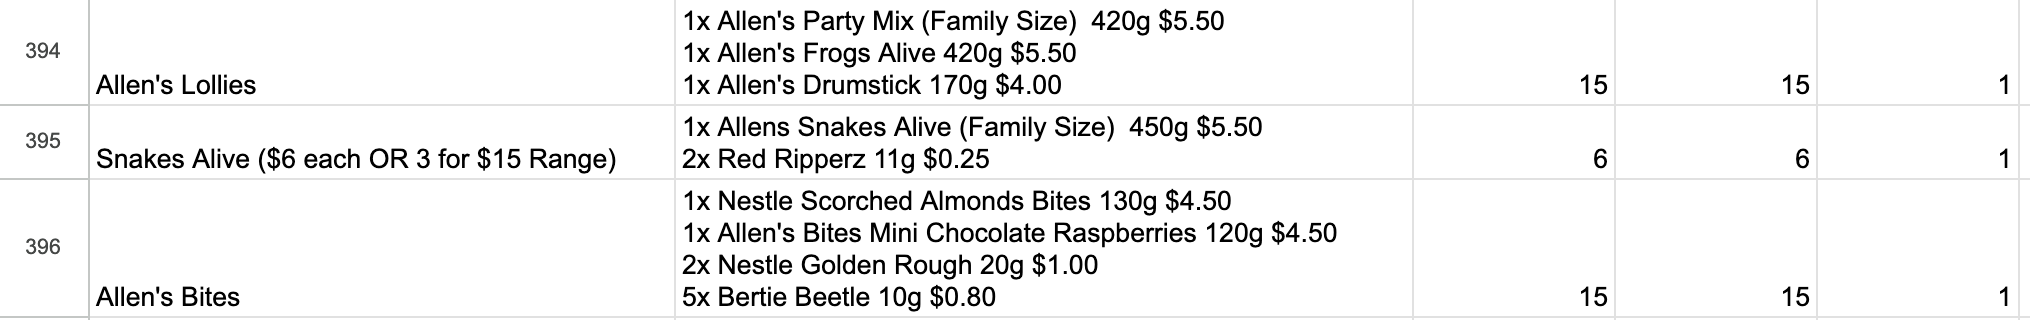 394
Allen's Lollies
1x Allen's Party Mix (Family Size)  420g $5.50
1x Allen's Frogs Alive 420g $5.50
1x Allen's Drumstick 170g $4.00
15
15
1
395
Snakes Alive ($6 each OR 3 for $15 Range)
1x Allens Snakes Alive (Family Size)  450g $5.50
2x Red Ripperz 11g $0.25
6
6
1
396
Allen's Bites
1x Nestle Scorched Almonds Bites 130g $4.50
1x Allen's Bites Mini Chocolate Raspberries 120g $4.50
2x Nestle Golden Rough 20g $1.00
5x Bertie Beetle 10g $0.80
15
15
1